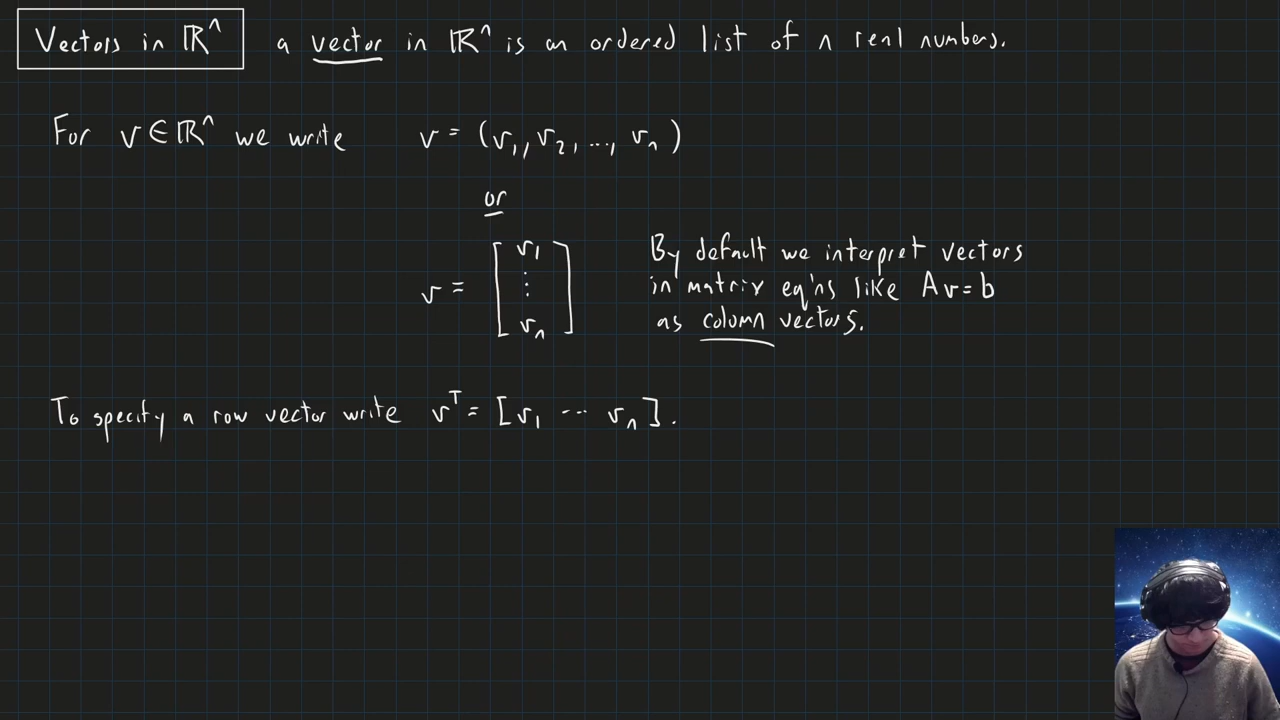 Vectors in ℝⁿ a vector in ℝⁿ is an ordered list of n real numbers.
For v ∈ ℝⁿ we write v = (v₁, v₂, ..., vₙ)
or
v = [v₁ ⋮ vₙ]
By default we interpret vectors
in matrix eq'ns like Av=b
as column vectors.
To specify a row vector write vᵀ = [v₁ ... vₙ].